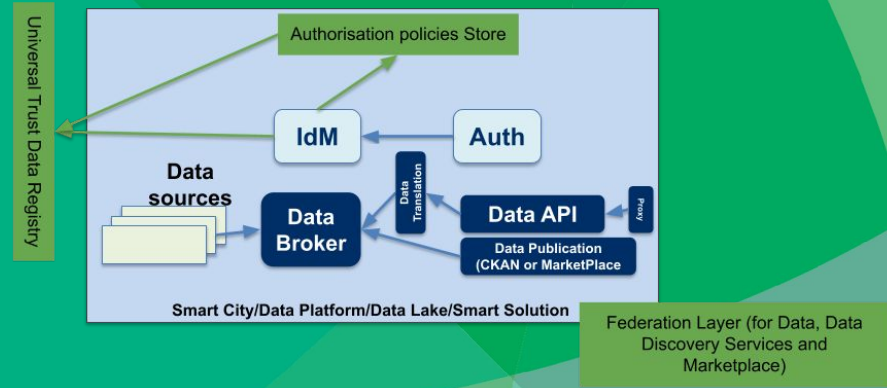 Universal Trust Data Registry
Authorisation policies Store
IdM
Auth
Data
sources
Data
Broker
Data
Translation
Data API
Proxy
Data Publication
(CKAN or MarketPlace
Smart City/Data Platform/Data Lake/Smart Solution
Federation Layer (for Data, Data
Discovery Services and
Marketplace)